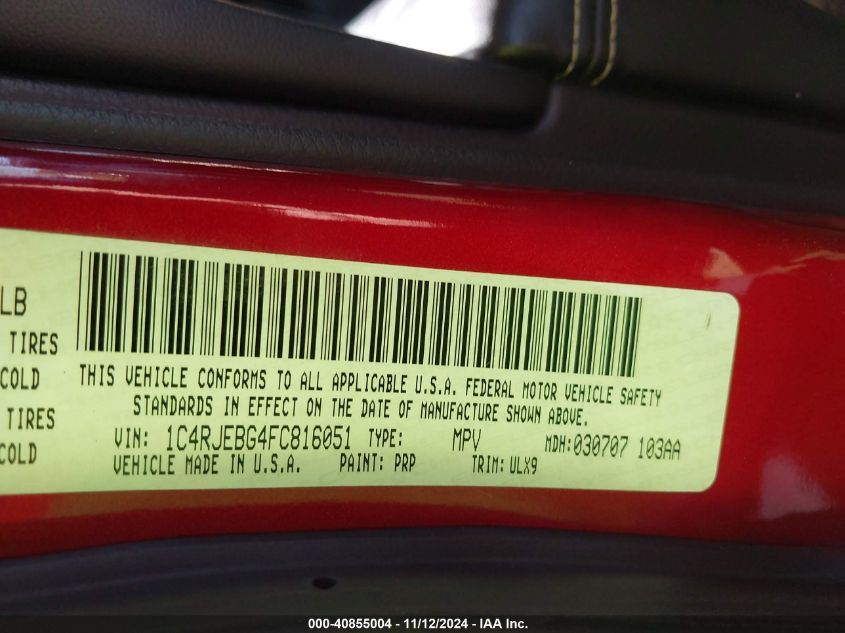 LB
TIRES
COLD
TIRES
COLD
THIS VEHICLE CONFORMS TO ALL APPLICABLE U.S.A. FEDERAL MOTOR VEHICLE SAFETY
STANDARDS IN EFFECT ON THE DATE OF MANUFACTURE SHOWN ABOVE.
VIN: 1C4RJEBG4FC816051 TYPE: MPV MDH:030707 103AA
VEHICLE MADE IN U.S.A. PAINT: PRP TRIM: ULX9
000-40855004 - 11/12/2024 - IAA Inc.